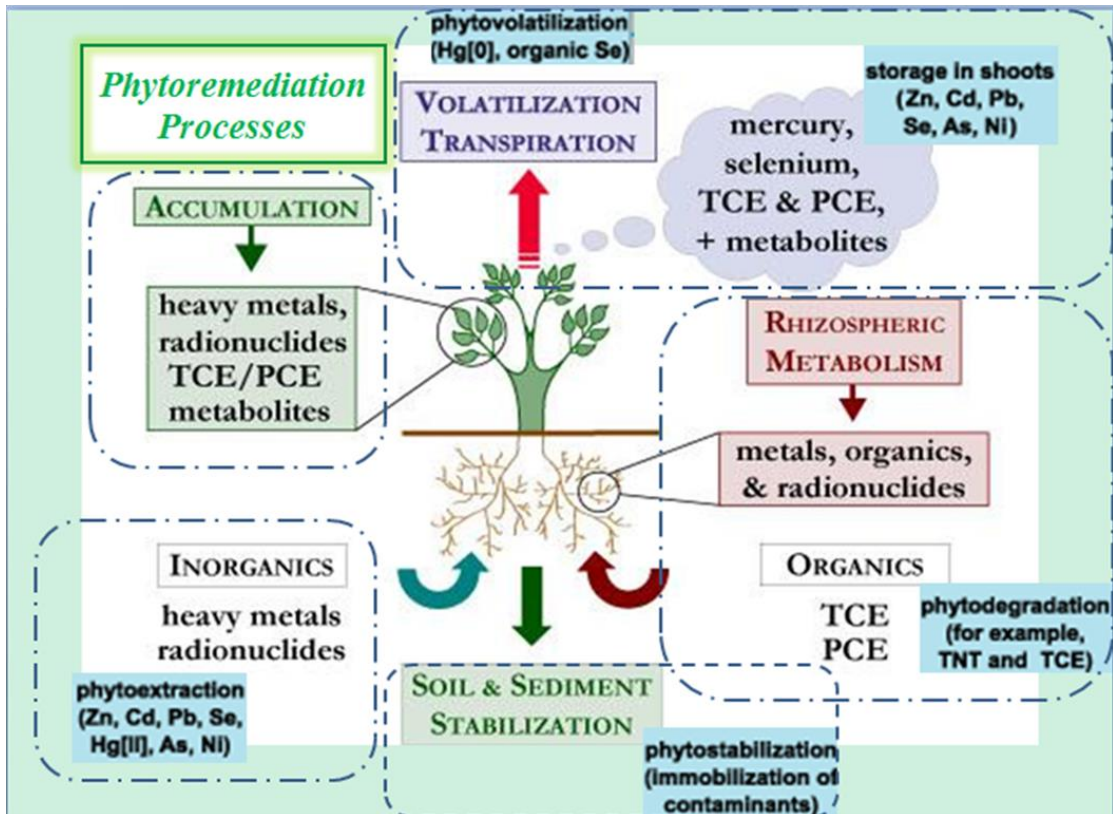 Phytoremediation
Processes
phytovolatilization
(Hg[0], organic Se)
VOLATILIZATION
TRANSPIRATION
storage in shoots
(Zn, Cd, Pb,
Se, As, Ni)
mercury,
selenium,
TCE & PCE,
+ metabolites
ACCUMULATION
heavy metals,
radionuclides
TCE/PCE
metabolites
RHIZOSPHERIC
METABOLISM
metals, organics,
& radionuclides
INORGANICS
heavy metals
radionuclides
phytoextraction
(Zn, Cd, Pb, Se,
Hg[II], As, Ni)
ORGANICS
TCE
PCE
phytodegradation
(for example,
TNT and TCE)
SOIL & SEDIMENT
STABILIZATION
phytostabilization
(immobilization of
contaminants)